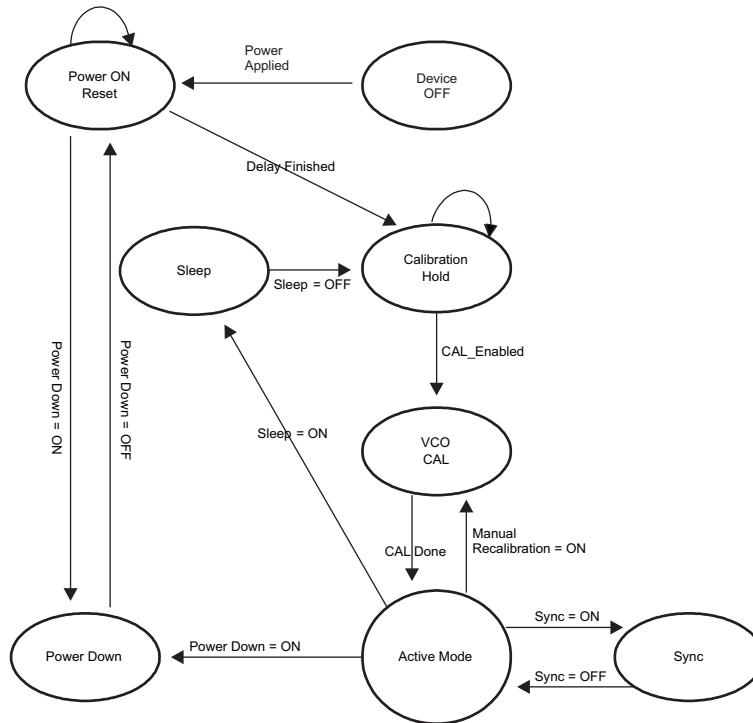 Power ON
Reset
Power
Applied
Device
OFF
Delay Finished
Sleep
Sleep = OFF
Calibration
Hold
CAL_Enabled
Power Down = ON
Power Down = OFF
Sleep = ON
VCO
CAL
CAL Done
Manual
Recalibration = ON
Power Down
Power Down = ON
Active Mode
Sync = ON
Sync = OFF
Sync